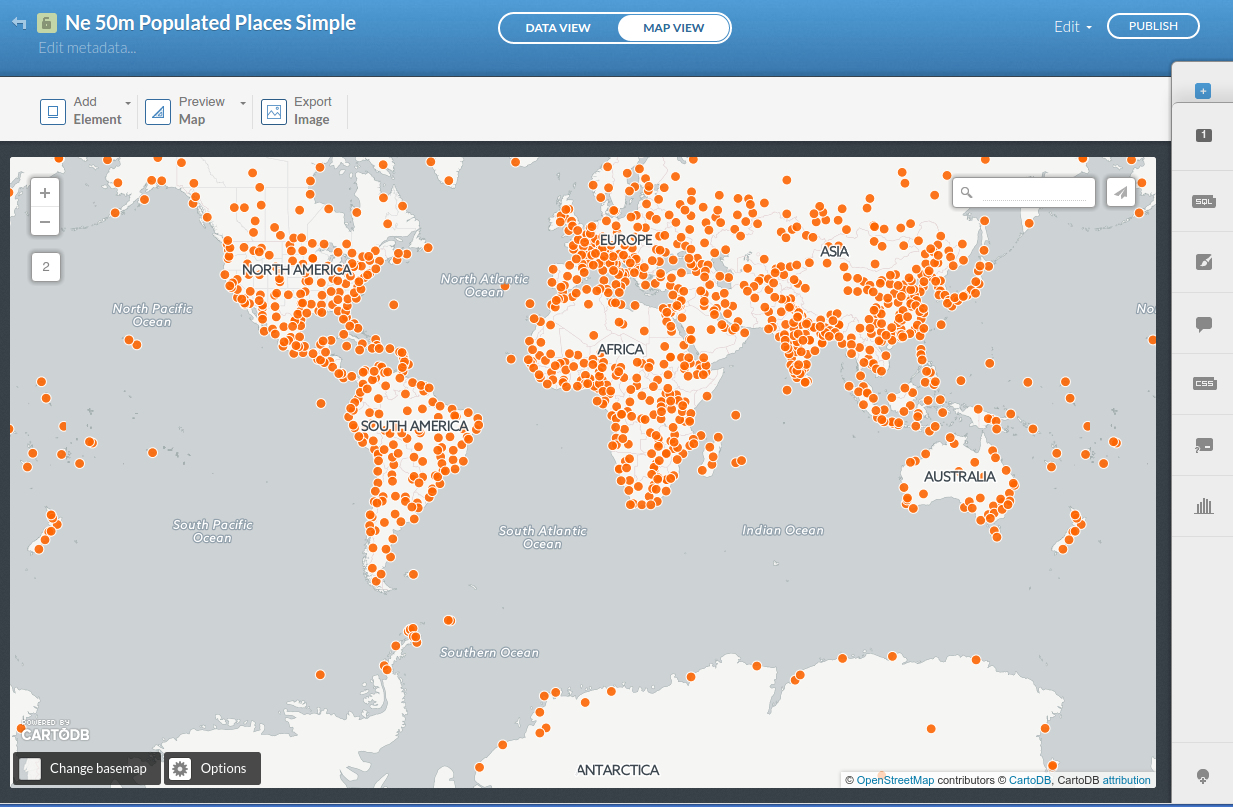 Ne 50m Populated Places Simple
Edit metadata...
DATA VIEW
MAP VIEW
Edit
PUBLISH
Add
Element
Preview
Map
Export
Image
+
1
SQL
CSS
+
−
2
NORTH AMERICA
EUROPE
ASIA
North Atlantic
Ocean
North Pacific
Ocean
No
AFRICA
SOUTH AMERICA
AUSTRALIA
South Pacific
Ocean
South Atlantic
Ocean
Indian Ocean
Southern Ocean
POWERED BY
CARTODB
Change basemap
Options
ANTARCTICA
© OpenStreetMap contributors © CartoDB, CartoDB attribution